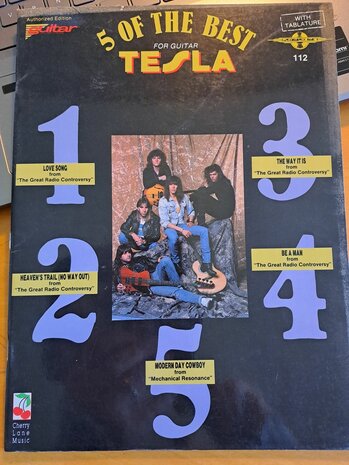 Authorized Edition
Guitar
5 OF THE BEST
FOR GUITAR
TESLA
WITH
TABLATURE
112
1
LOVE SONG
from
"The Great Radio Controversy"
3
THE WAY IT IS
from
"The Great Radio Controversy"
2
HEAVEN'S TRAIL (NO WAY OUT)
from
"The Great Radio Controversy"
4
BE A MAN
from
"The Great Radio Controversy"
5
MODERN DAY COWBOY
from
"Mechanical Resonance"
Cherry
Lane
Music